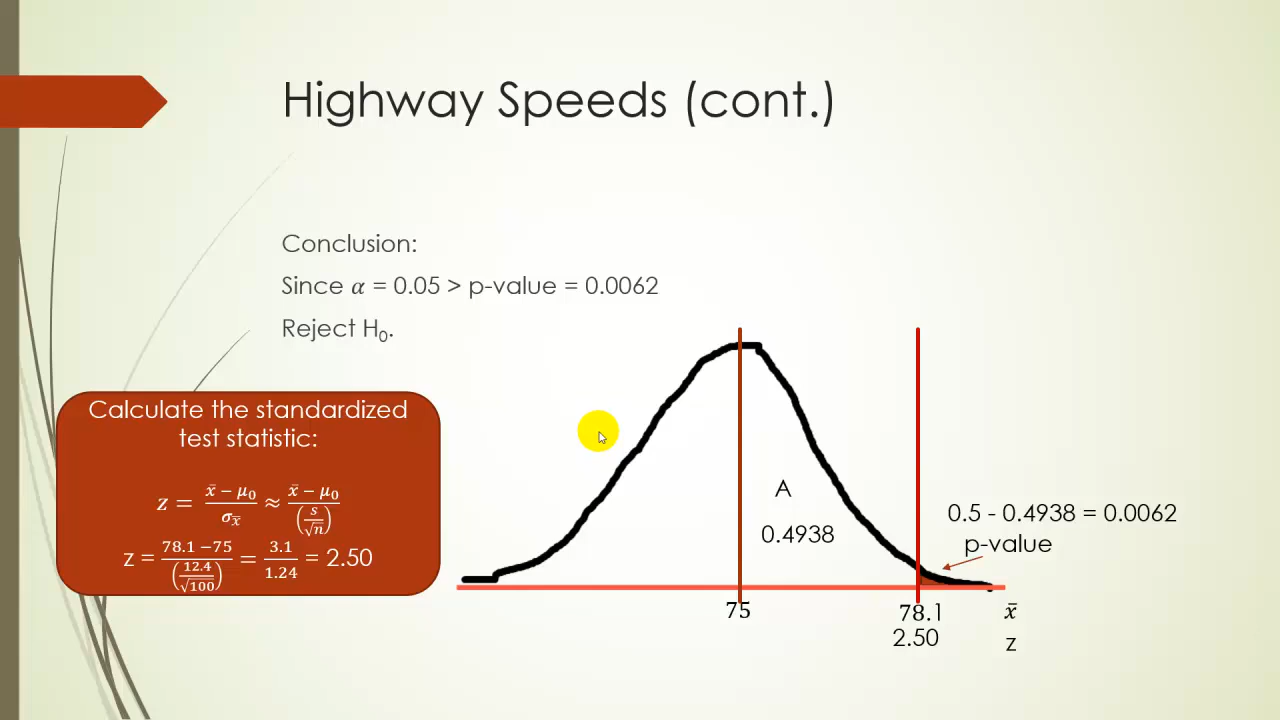 Highway Speeds (cont.)
Conclusion:
Since 𝛼 = 0.05 > p-value = 0.0062
Reject H₀.
Calculate the standardized
test statistic:
z = (x̄ − μ₀)/σ_x̄ ≈ (x̄ − μ₀)/(s/√n)
z = (78.1 −75)/(12.4/√100) = 3.1/1.24 = 2.50
A
0.4938
0.5 - 0.4938 = 0.0062
p-value
75 78.1 x̄
2.50 z